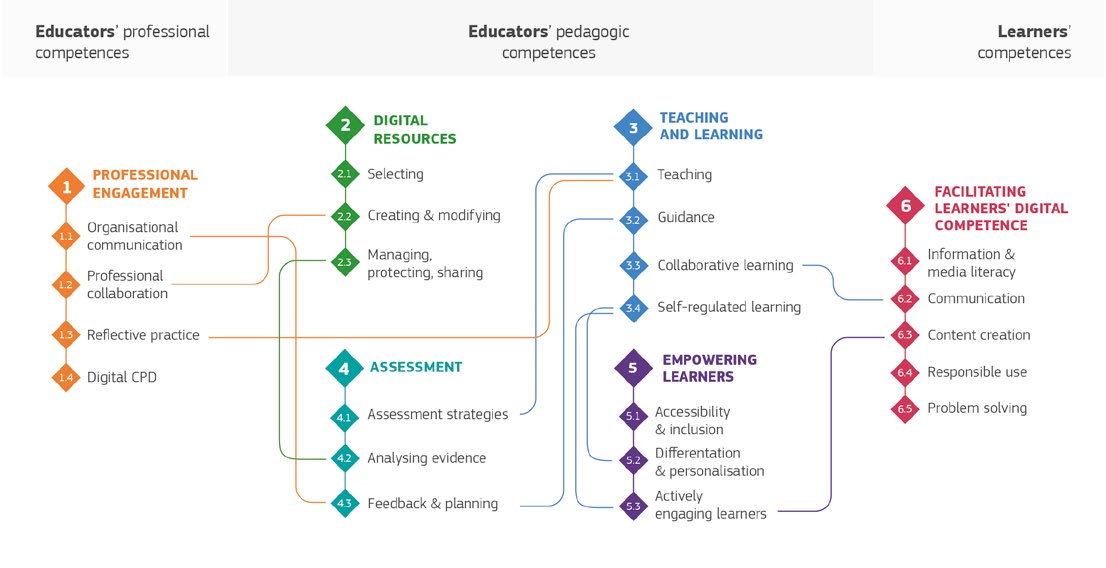 Educators' professional
competences
Educators' pedagogic
competences
Learners'
competences
1
PROFESSIONAL
ENGAGEMENT
1.1
Organisational
communication
1.2
Professional
collaboration
1.3
Reflective practice
1.4
Digital CPD
2
DIGITAL
RESOURCES
2.1
Selecting
2.2
Creating & modifying
2.3
Managing,
protecting, sharing
3
TEACHING
AND LEARNING
3.1
Teaching
3.2
Guidance
3.3
Collaborative learning
3.4
Self-regulated learning
4
ASSESSMENT
4.1
Assessment strategies
4.2
Analysing evidence
4.3
Feedback & planning
5
EMPOWERING
LEARNERS
5.1
Accessibility
& inclusion
5.2
Differentation
& personalisation
5.3
Actively
engaging learners
6
FACILITATING
LEARNERS' DIGITAL
COMPETENCE
6.1
Information &
media literacy
6.2
Communication
6.3
Content creation
6.4
Responsible use
6.5
Problem solving